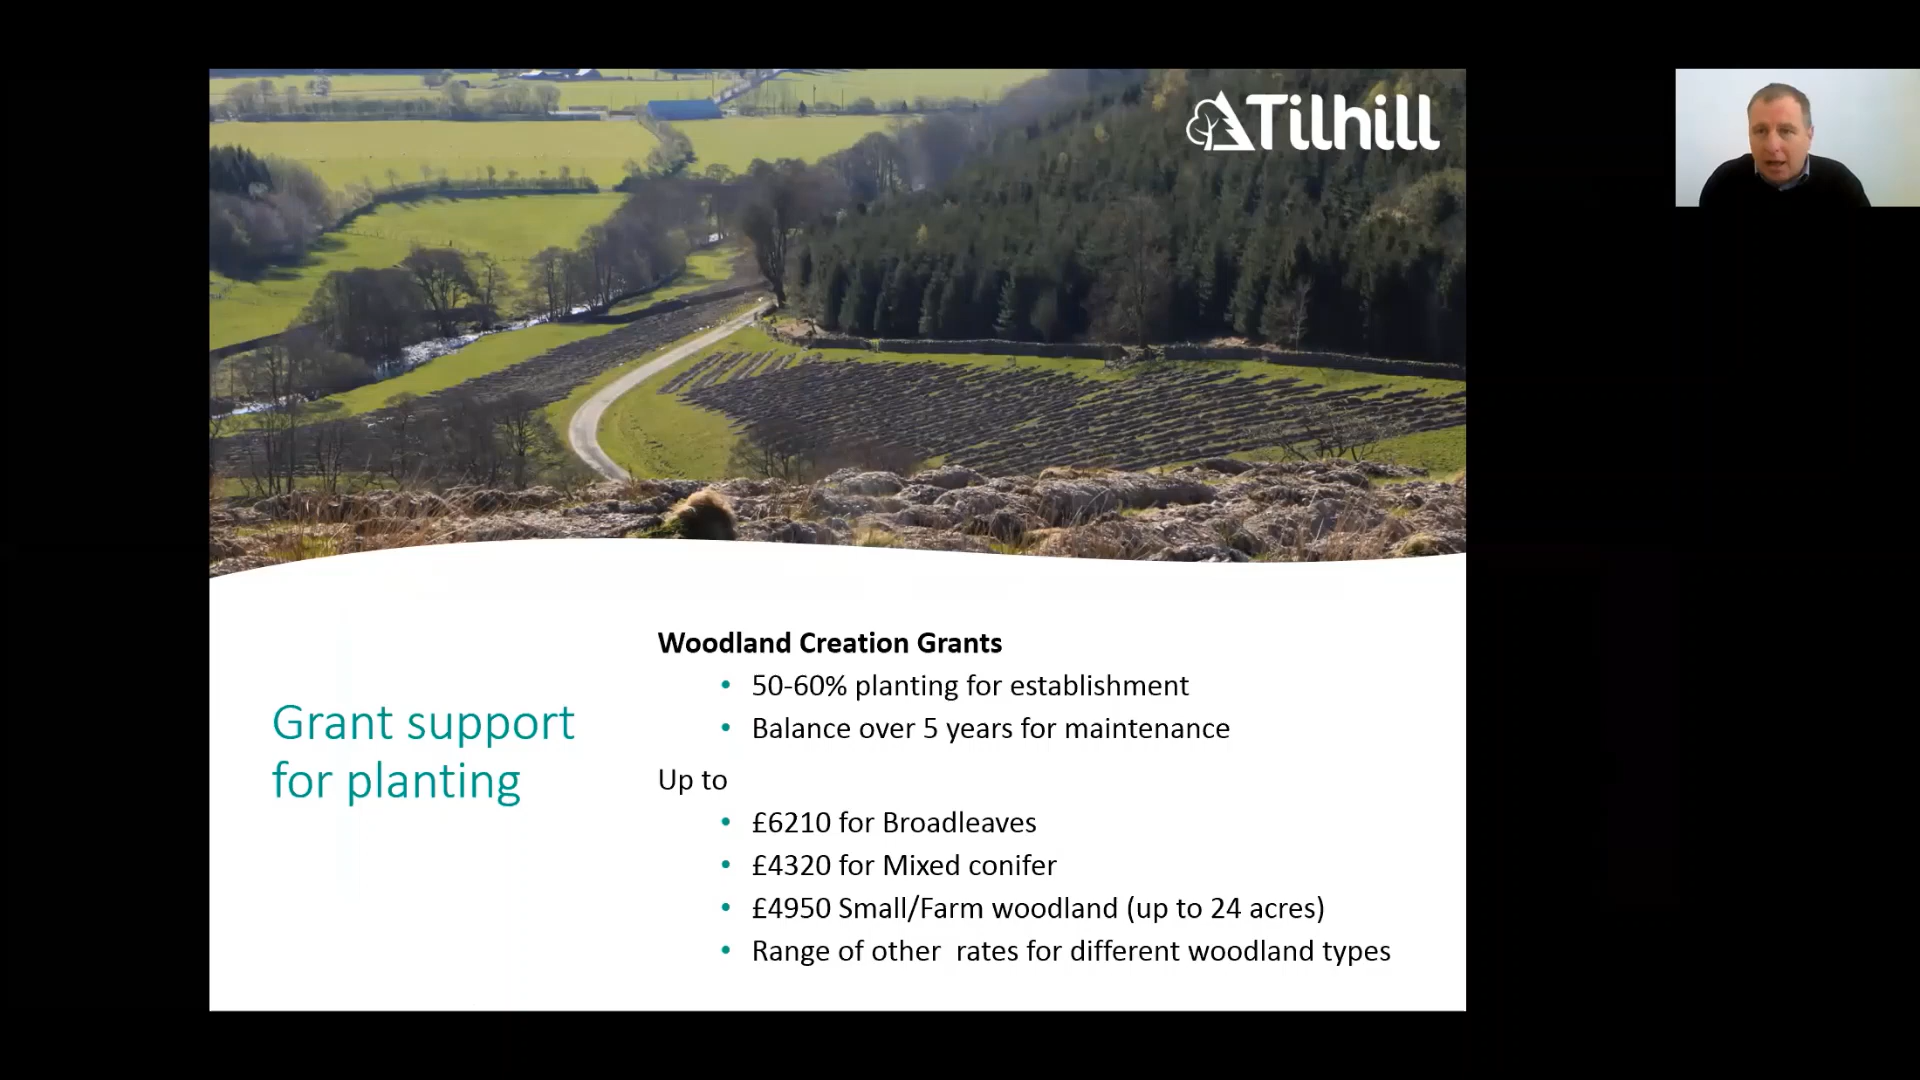 Tilhill
Grant support
for planting
Woodland Creation Grants
• 50-60% planting for establishment
• Balance over 5 years for maintenance
Up to
• £6210 for Broadleaves
• £4320 for Mixed conifer
• £4950 Small/Farm woodland (up to 24 acres)
• Range of other  rates for different woodland types